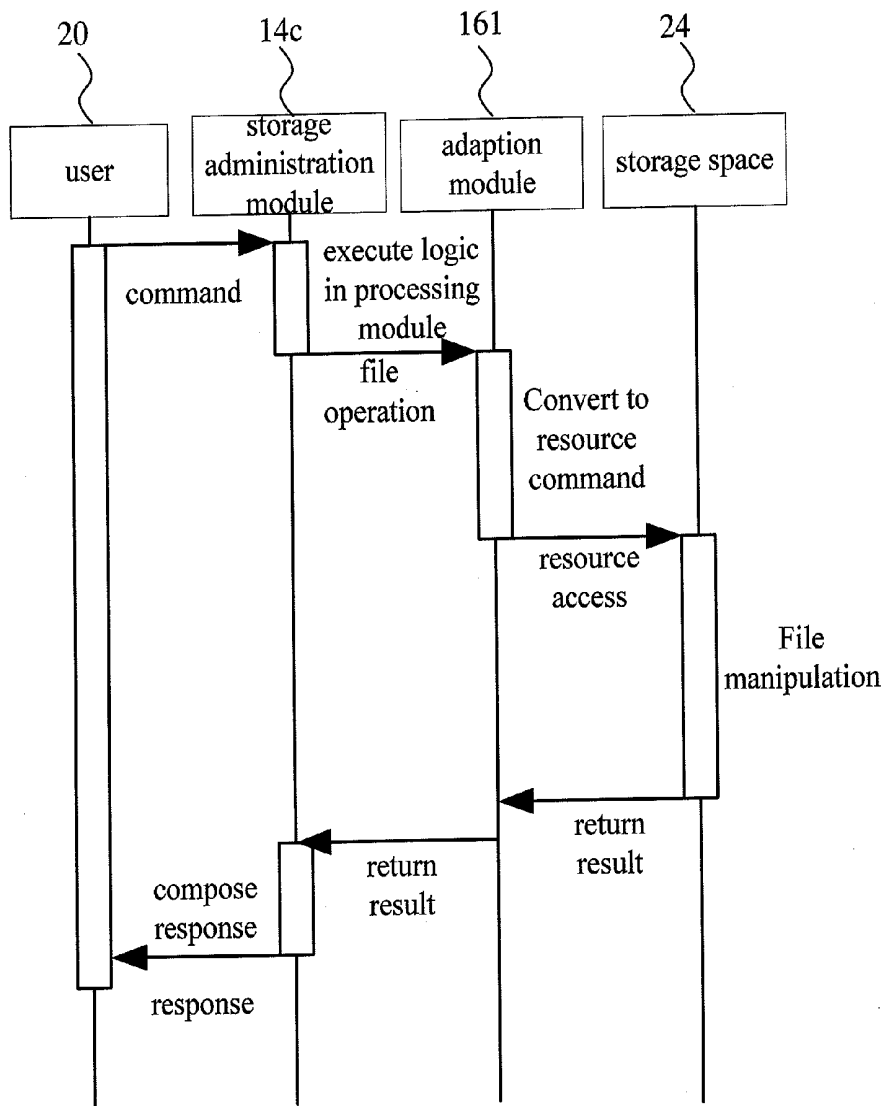 20
14c
161
24
user
storage
administration
module
adaption
module
storage space
command
execute logic
in processing
module
file
operation
Convert to
resource
command
resource
access
File
manipulation
return
result
return
result
compose
response
response